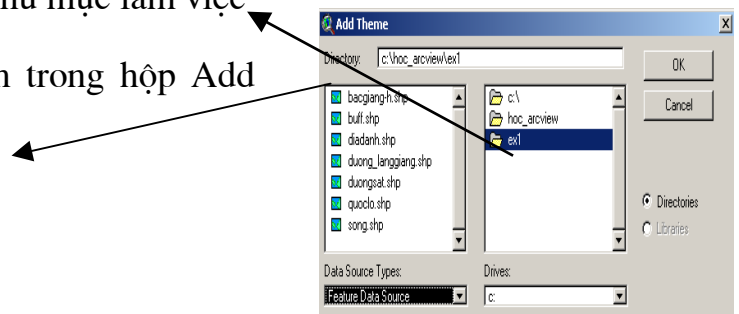 mục làm việc
trong hộp Add
Add Theme
Directory: c:\hoc_arcview\ex1
OK
Cancel
bacgiang-h.shp
buff.shp
diadanh.shp
duong_langgiang.shp
duongsat.shp
quoclo.shp
song.shp
c:\
hoc_arcview
ex1
Directories
Libraries
Data Source Types:
Drives:
Feature Data Source
c: